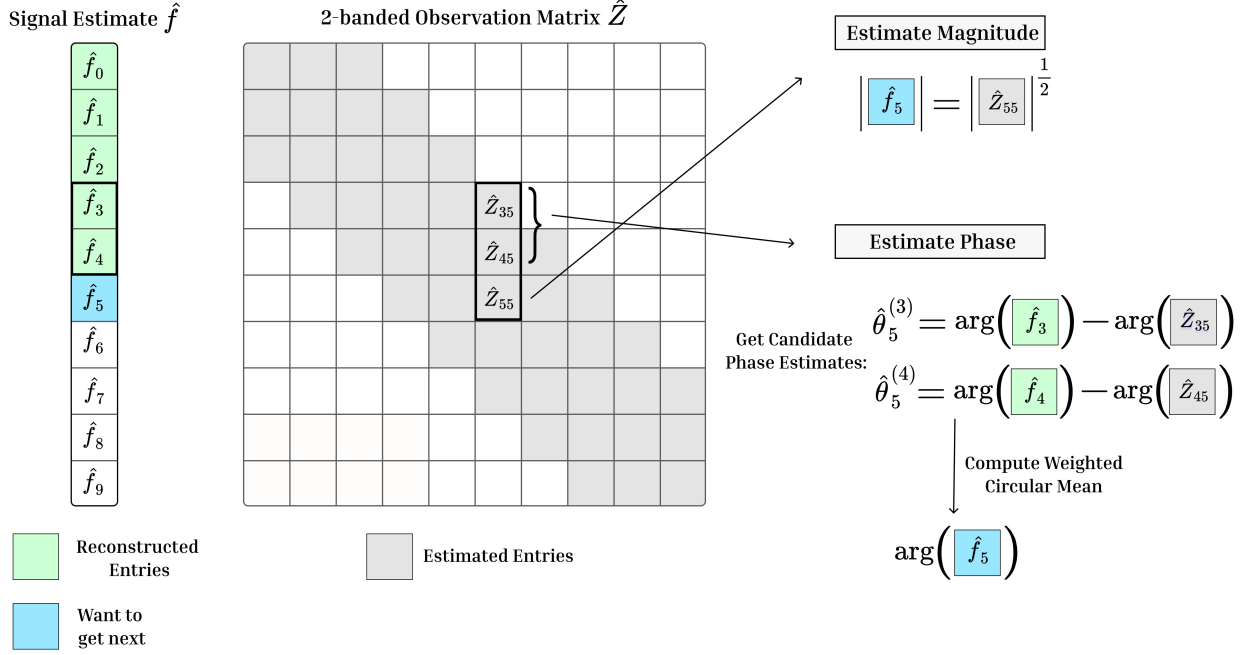 Signal Estimate f̂
f̂₀
f̂₁
f̂₂
f̂₃
f̂₄
f̂₅
f̂₆
f̂₇
f̂₈
f̂₉
Reconstructed
Entries
Want to
get next
2-banded Observation Matrix Ẑ
Ẑ₃₅
Ẑ₄₅
Ẑ₅₅
Estimated Entries
Estimate Magnitude
|f̂₅| = |Ẑ₅₅|^{1/2}
Estimate Phase
Get Candidate
Phase Estimates:
θ̂₅⁽³⁾ = arg(f̂₃) − arg(Ẑ₃₅)
θ̂₅⁽⁴⁾ = arg(f̂₄) − arg(Ẑ₄₅)
Compute Weighted
Circular Mean
arg(f̂₅)